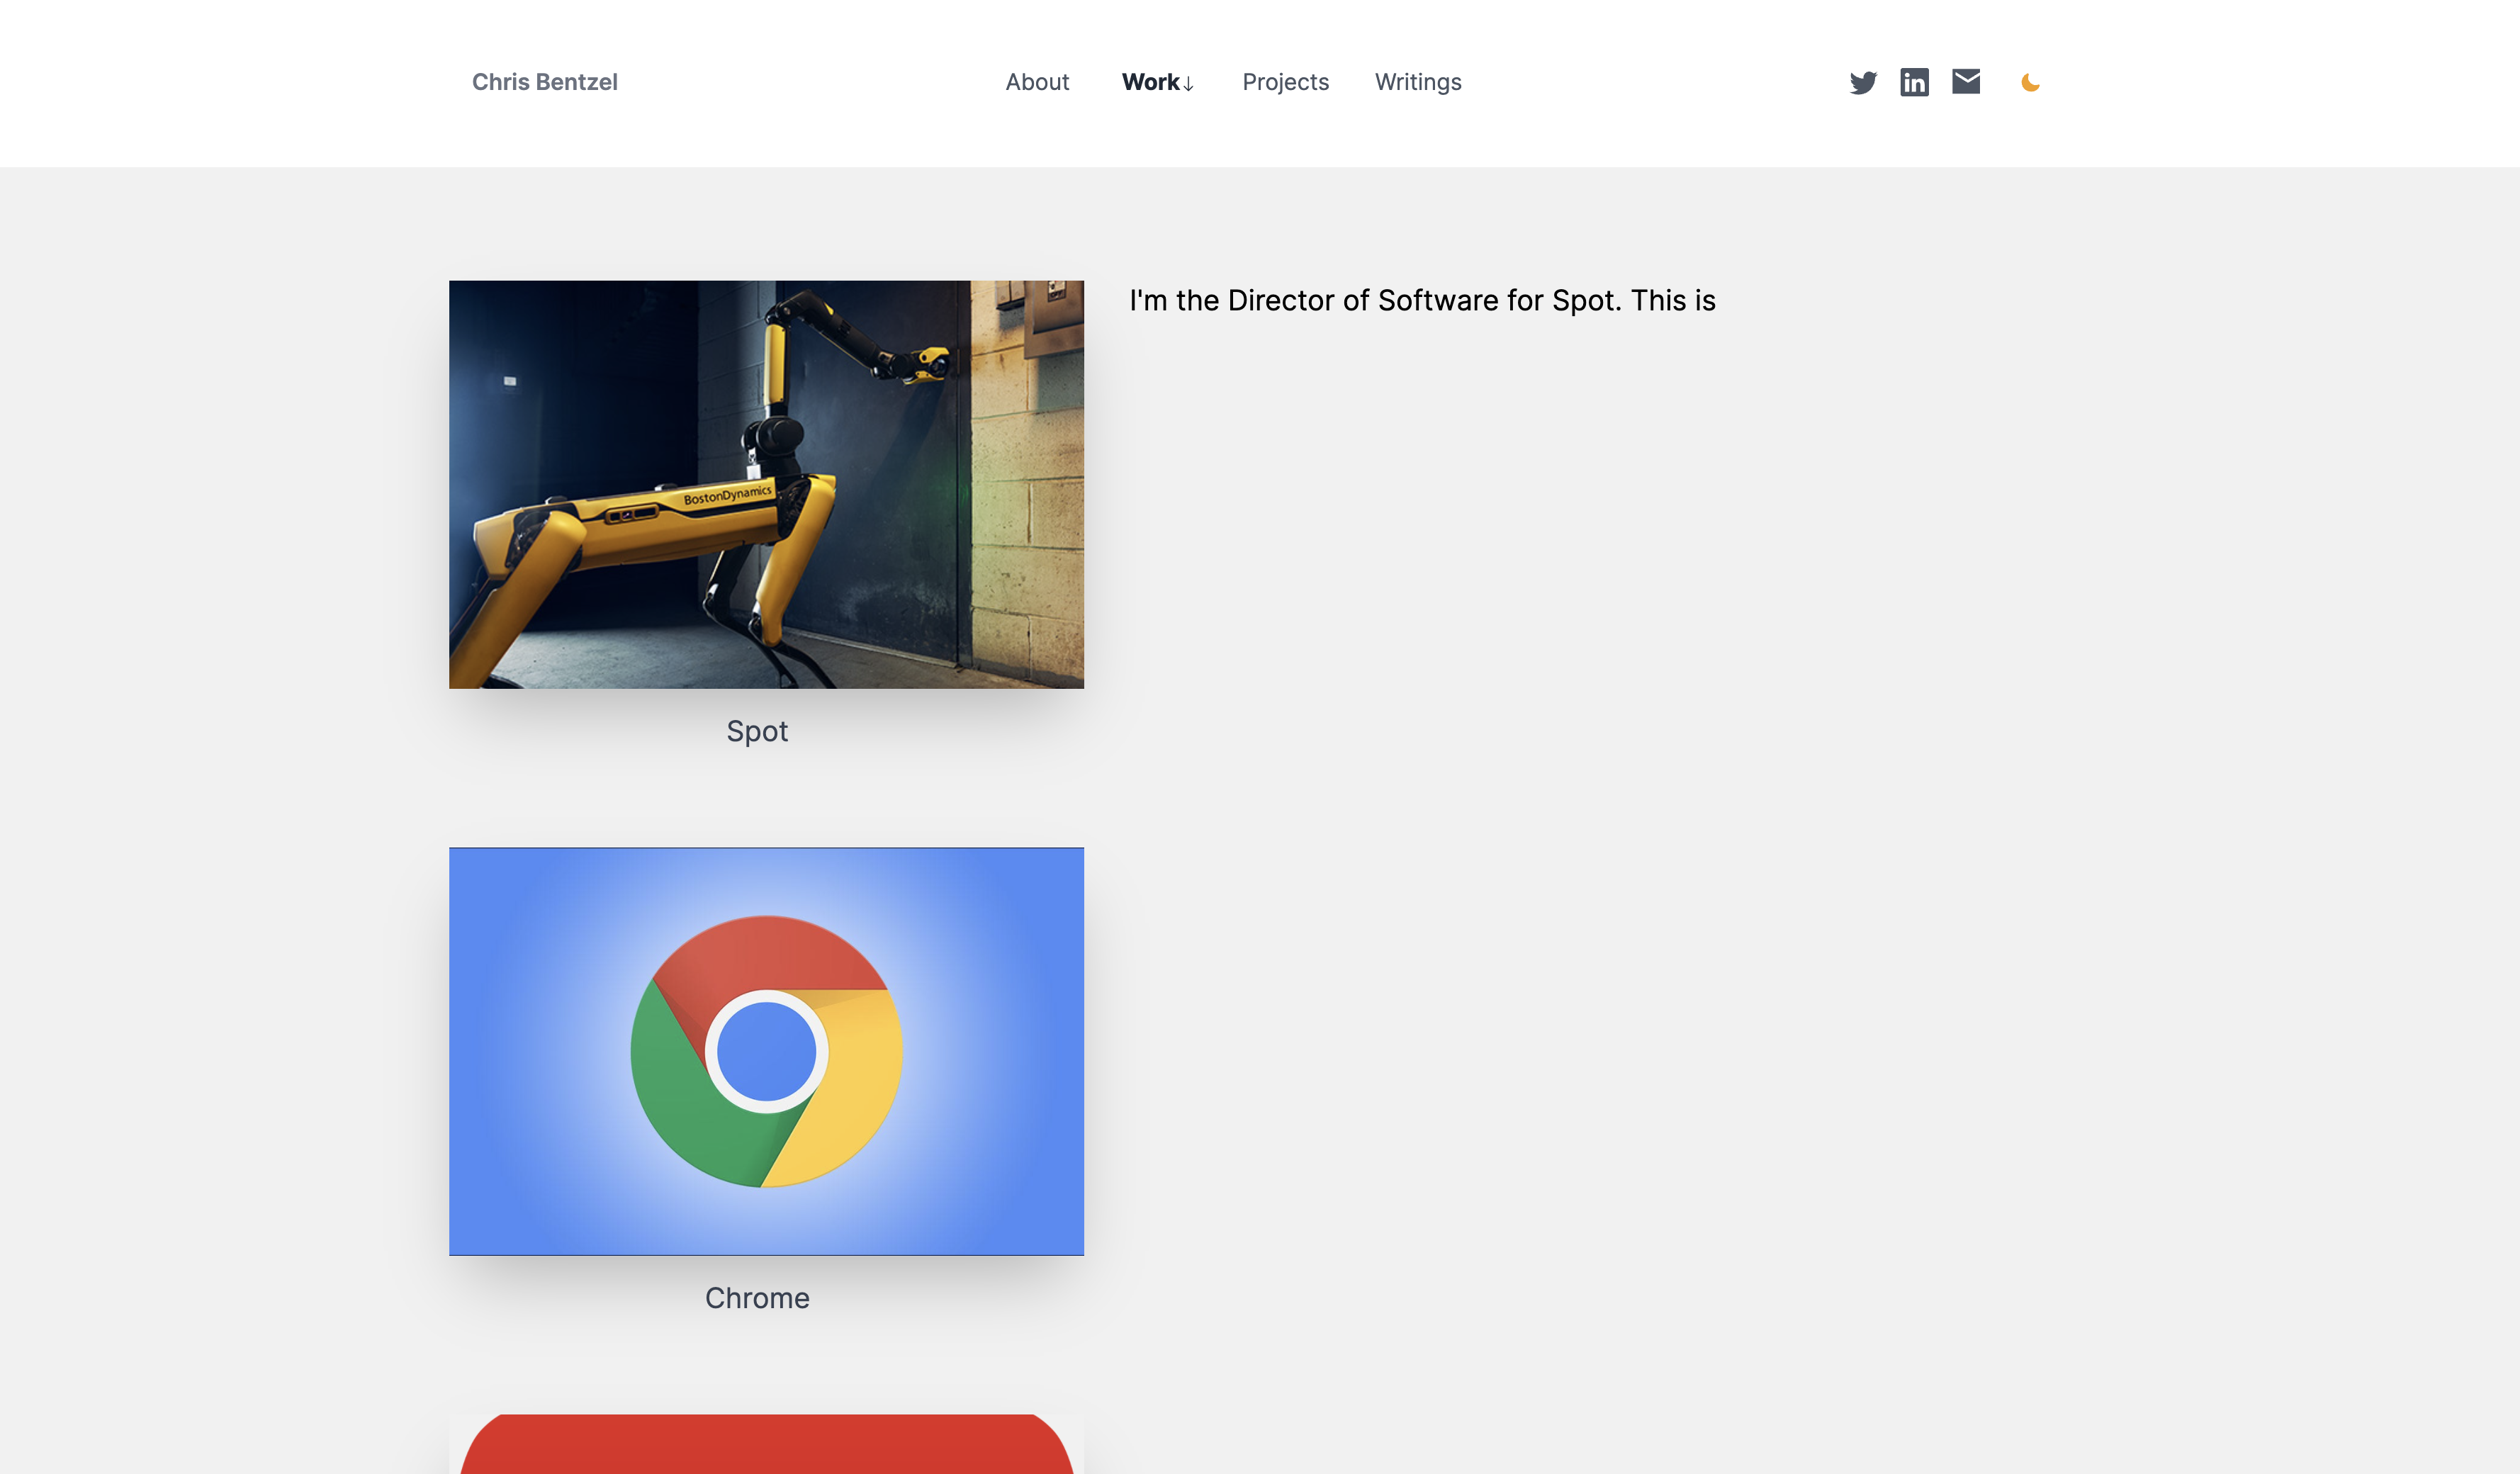 Chris Bentzel
About
Work↓
Projects
Writings
I'm the Director of Software for Spot. This is
BostonDynamics
Spot
Chrome